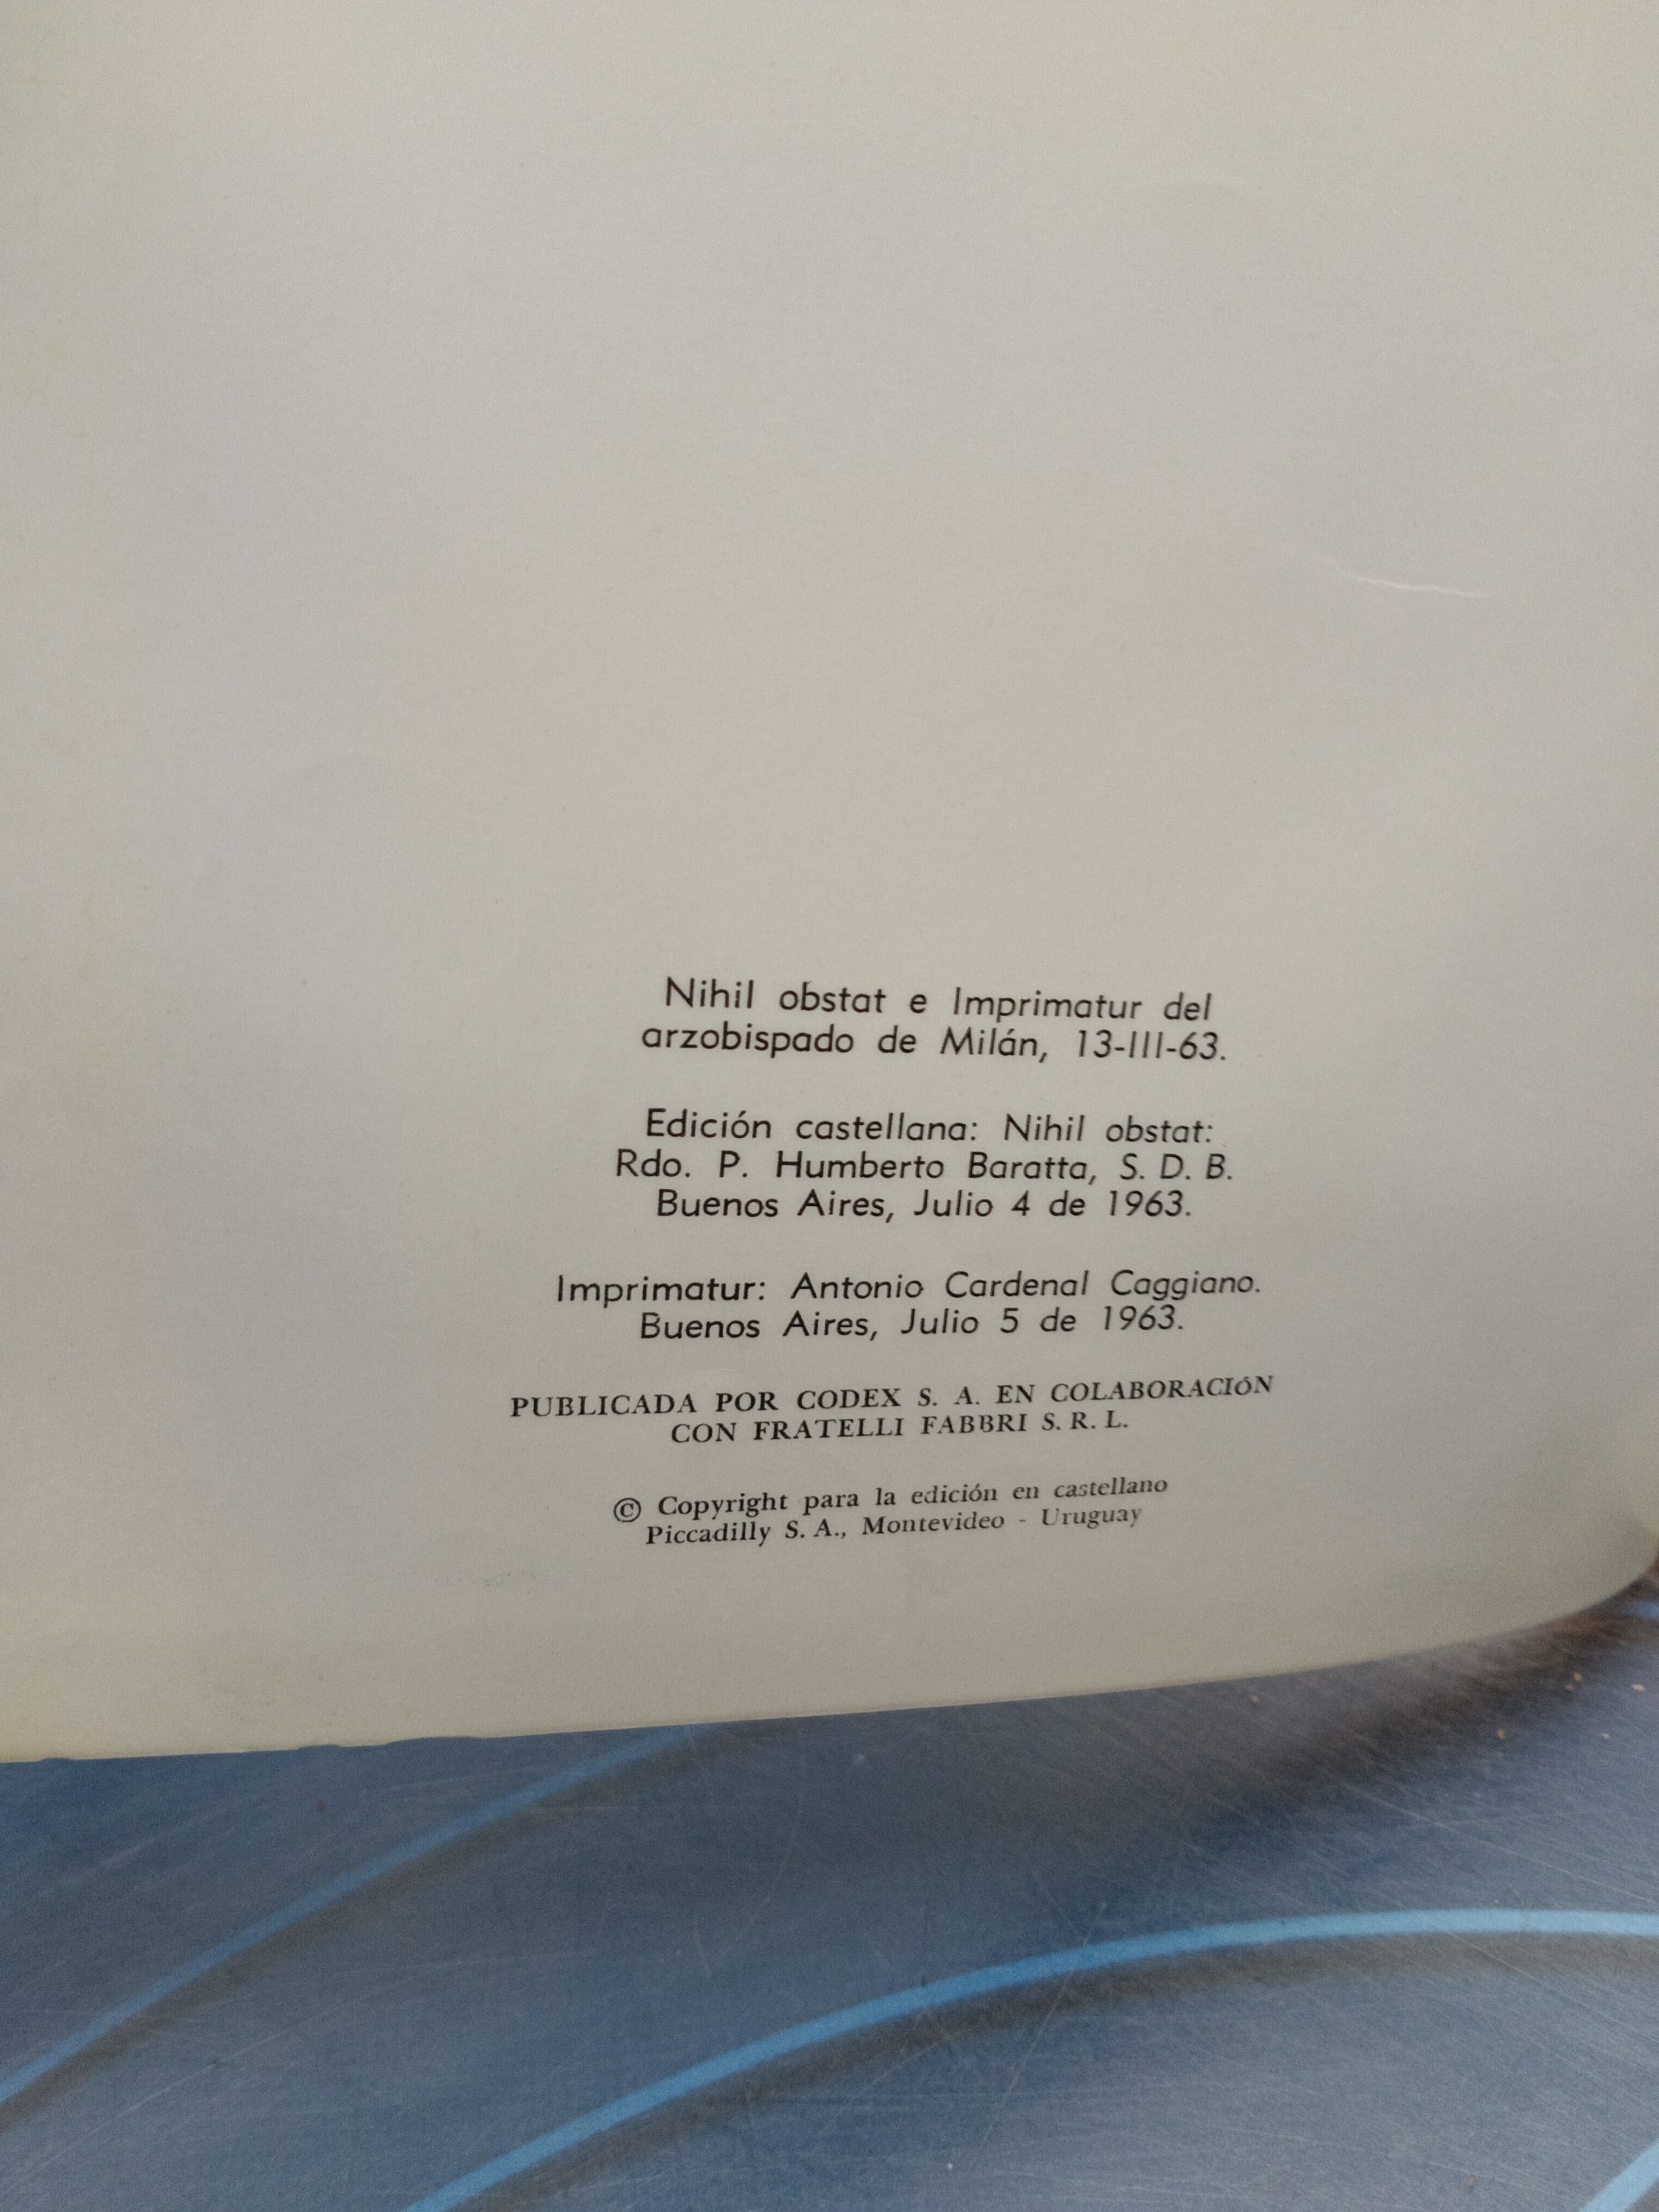 Nihil obstat e Imprimatur del
arzobispado de Milán, 13-III-63.
Edición castellana: Nihil obstat:
Rdo. P. Humberto Baratta, S. D. B.
Buenos Aires, Julio 4 de 1963.
Imprimatur: Antonio Cardenal Caggiano.
Buenos Aires, Julio 5 de 1963.
PUBLICADA POR CODEX S. A. EN COLABORACIÓN
CON FRATELLI FABBRI S. R. L.
© Copyright para la edición en castellano
Piccadilly S. A., Montevideo - Uruguay